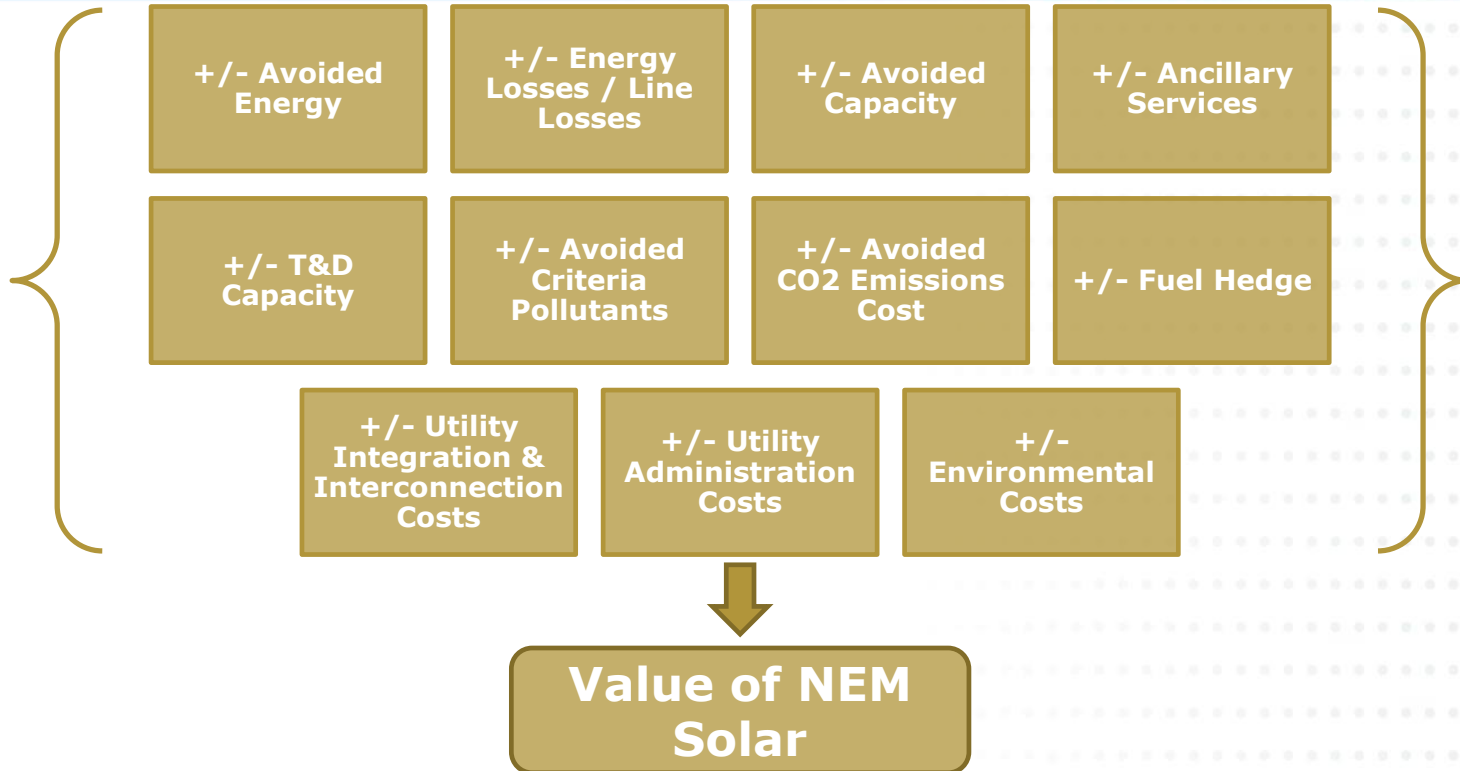 +/- Avoided
Energy
+/- Energy
Losses / Line
Losses
+/- Avoided
Capacity
+/- Ancillary
Services
+/- T&D
Capacity
+/- Avoided
Criteria
Pollutants
+/- Avoided
CO2 Emissions
Cost
+/- Fuel Hedge
+/- Utility
Integration &
Interconnection
Costs
+/- Utility
Administration
Costs
+/-
Environmental
Costs
Value of NEM
Solar